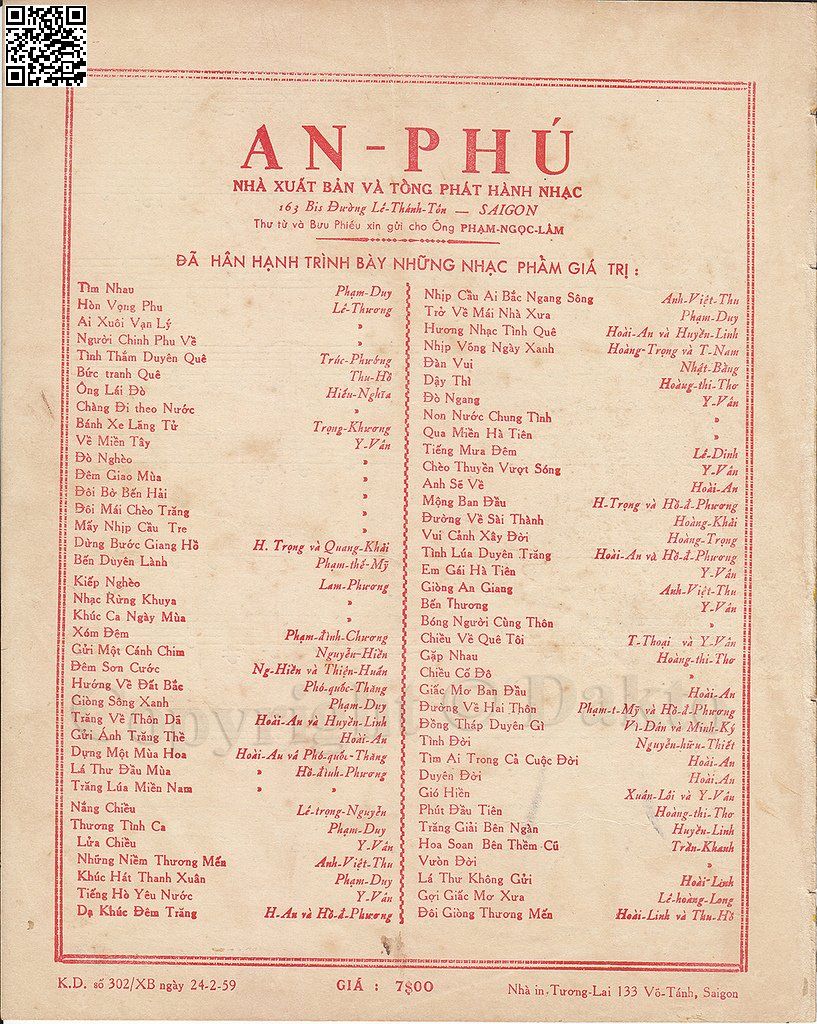 AN-PHÚ
NHÀ XUẤT BẢN VÀ TỔNG PHÁT HÀNH NHẠC
163 Bis Đường Lê-Thánh-Tôn — SAIGON
Thư từ và Bưu Phiếu xin gửi cho Ông PHẠM-NGỌC-LÂM
ĐÃ HÂN HẠNH TRÌNH BÀY NHỮNG NHẠC PHẨM GIÁ TRỊ :
Tìm Nhau Phạm-Duy
Hòn Vọng Phu Lê-Thương
Ai Xuôi Vạn Lý »
Người Chinh Phu Về »
Tình Thắm Duyên Quê Trúc-Phương
Bức tranh Quê Thu-Hồ
Ông Lái Đò Hiếu-Nghĩa
Chàng Đi theo Nước »
Bánh Xe Lãng Tử Trọng-Khương
Về Miền Tây Y-Vân
Đò Nghèo »
Đêm Giao Mùa »
Đôi Bờ Bến Hải »
Đôi Mái Chèo Trăng »
Mấy Nhịp Cầu Tre »
Dừng Bước Giang Hồ H. Trọng và Quang-Khải
Bến Duyên Lành Phạm-thế-Mỹ
Kiếp Nghèo Lam-Phương
Nhạc Rừng Khuya »
Khúc Ca Ngày Mùa »
Xóm Đêm Phạm-đình-Chương
Gửi Một Cánh Chim Nguyễn-Hiền
Đêm Sơn Cước Ng-Hiền và Thiện-Huấn
Hướng Về Đất Bắc Phó-quốc-Thăng
Giòng Sông Xanh Phạm-Duy
Trăng Về Thôn Dã Hoài-An và Huyền-Linh
Gửi Ánh Trăng Thề Hoài-An
Dựng Một Mùa Hoa Hoài-An và Phó-quốc-Thăng
Lá Thư Đầu Mùa » Hồ-đình-Phương
Trăng Lúa Miền Nam » »
Nắng Chiều Lê-trọng-Nguyễn
Thương Tình Ca Phạm-Duy
Lửa Chiều Y-Vân
Những Niềm Thương Mến Anh-Việt-Thu
Khúc Hát Thanh Xuân Phạm-Duy
Tiếng Hò Yêu Nước Y-Vân
Dạ Khúc Đêm Trăng H-An và Hồ-đ-Phương
Nhịp Cầu Ai Bắc Ngang Sông Anh-Việt-Thu
Trở Về Mái Nhà Xưa Phạm-Duy
Hương Nhạc Tình Quê Hoài-An và Huyền-Linh
Nhịp Võng Ngày Xanh Hoàng-Trọng và T-Nam
Đàn Vui Nhật-Bằng
Dậy Thì Hoàng-thi-Thơ
Đò Ngang Y-Vân
Non Nước Chung Tình »
Qua Miền Hà Tiên »
Tiếng Mưa Đêm Lê-Dinh
Chèo Thuyền Vượt Sóng Y-Vân
Anh Sẽ Về Hoài-An
Mộng Ban Đầu H-Trọng và Hồ-đ-Phương
Đường Về Sài Thành Hoàng-Khải
Vui Cảnh Xây Đời Hoàng-Trọng
Tình Lúa Duyên Trăng Hoài-An và Hồ-đ-Phương
Em Gái Hà Tiên Y-Vân
Giòng An Giang Anh-Việt-Thu
Bến Thương Y-Vân
Bóng Người Cùng Thôn »
Chiều Về Quê Tôi T-Thoại và Y-Vân
Gặp Nhau Hoàng-thi-Thơ
Chiều Cố Đô »
Giấc Mơ Ban Đầu Hoài-An
Đường Về Hai Thôn Phạm-t-Mỹ và Hồ-đ-Phương
Đồng Tháp Duyên Gì Vì-Dân và Minh-Kỳ
Tình Đời Nguyễn-hữu-Thiết
Tìm Ai Trong Cả Cuộc Đời Hoài-An
Duyên Đời Hoài-An
Gió Hiền Xuân-Lôi và Y-Vân
Phút Đầu Tiên Hoàng-thi-Thơ
Trăng Giãi Bên Ngàn Huyền-Linh
Hoa Soan Bên Thềm Cũ Trần-Khanh
Vườn Đời »
Lá Thư Không Gửi Hoài-Linh
Gợi Giấc Mơ Xưa Lê-hoàng-Long
Đôi Giòng Thương Mến Hoài-Linh và Thu-Hồ
K.D. số 302/XB ngày 24-2-59 GIÁ : 7$00 Nhà in Tương-Lai 133 Võ-Tánh, Saigon